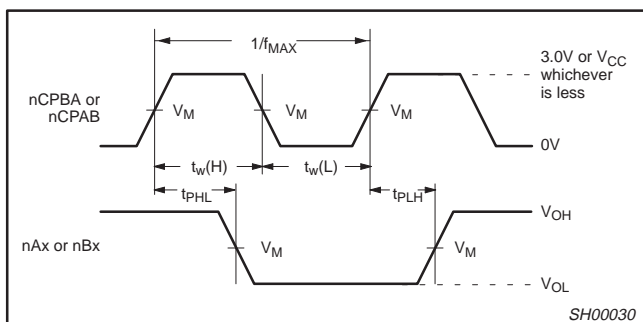 1/fMAX
3.0V or VCC
whichever
is less
nCPBA or
nCPAB
VM
VM
VM
0V
tw(H)
tw(L)
tPHL
tPLH
VOH
nAx or nBx
VM
VM
VOL
SH00030